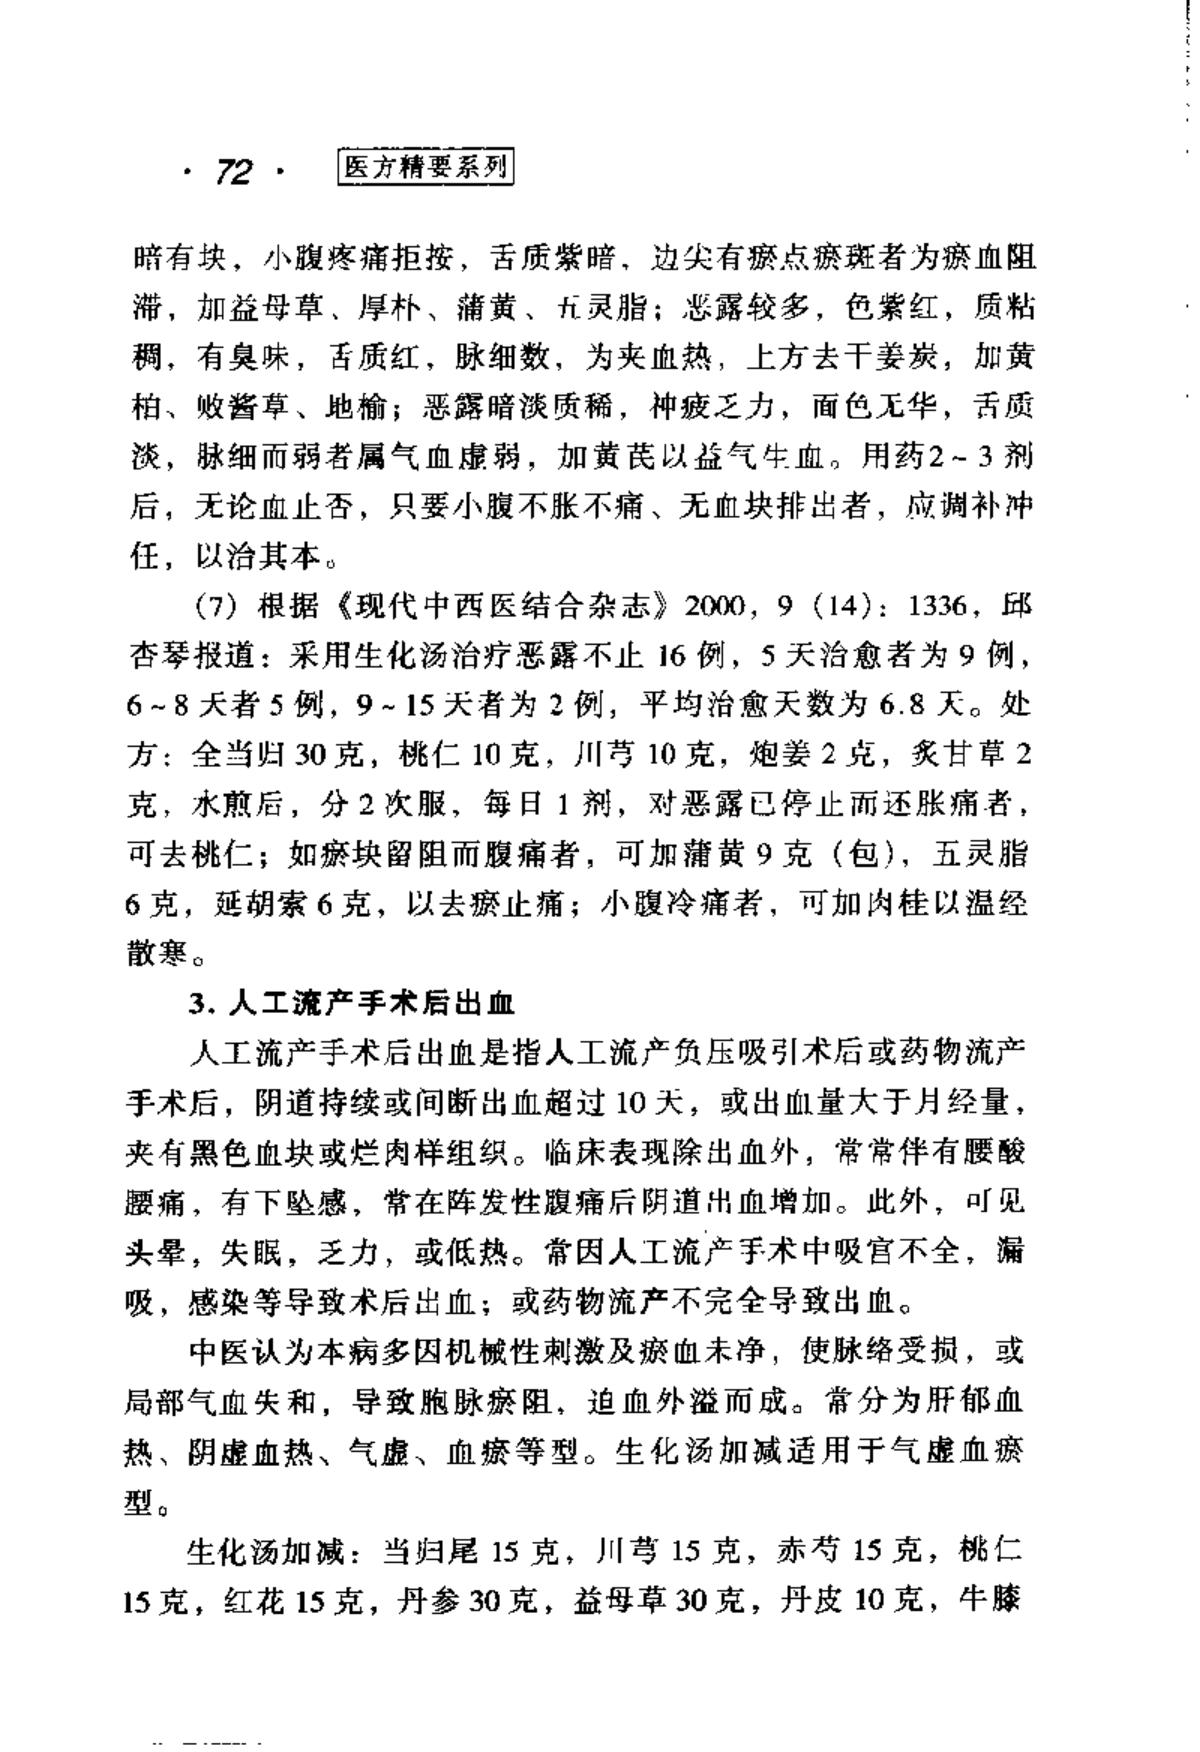 · 72 · 医方精要系列
暗有块，小腹疼痛拒按，舌质紫暗，边尖有瘀点瘀斑者为瘀血阻
滞，加益母草、厚朴、蒲黄、五灵脂；恶露较多，色紫红，质粘
稠，有臭味，舌质红，脉细数，为夹血热，上方去干姜炭，加黄
柏、败酱草、地榆；恶露暗淡质稀，神疲乏力，面色无华，舌质
淡，脉细而弱者属气血虚弱，加黄芪以益气生血。用药2~3剂
后，无论血止否，只要小腹不胀不痛、无血块排出者，应调补冲
任，以治其本。
（7）根据《现代中西医结合杂志》2000，9（14）：1336，邱
杏琴报道：采用生化汤治疗恶露不止 16 例，5 天治愈者为 9 例，
6~8 天者 5 例，9~15 天者为 2 例，平均治愈天数为 6.8 天。处
方：全当归 30 克，桃仁 10 克，川芎 10 克，炮姜 2 克，炙甘草 2
克，水煎后，分 2 次服，每日 1 剂，对恶露已停止而还胀痛者，
可去桃仁；如瘀块留阻而腹痛者，可加蒲黄 9 克（包），五灵脂
6 克，延胡索 6 克，以去瘀止痛；小腹冷痛者，可加肉桂以温经
散寒。
3. 人工流产手术后出血
人工流产手术后出血是指人工流产负压吸引术后或药物流产
手术后，阴道持续或间断出血超过 10 天，或出血量大于月经量，
夹有黑色血块或烂肉样组织。临床表现除出血外，常常伴有腰酸
腰痛，有下坠感，常在阵发性腹痛后阴道出血增加。此外，可见
头晕，失眠，乏力，或低热。常因人工流产手术中吸宫不全，漏
吸，感染等导致术后出血；或药物流产不完全导致出血。
中医认为本病多因机械性刺激及瘀血未净，使脉络受损，或
局部气血失和，导致胞脉瘀阻，迫血外溢而成。常分为肝郁血
热、阴虚血热、气虚、血瘀等型。生化汤加减适用于气虚血瘀
型。
生化汤加减：当归尾 15 克，川芎 15 克，赤芍 15 克，桃仁
15 克，红花 15 克，丹参 30 克，益母草 30 克，丹皮 10 克，牛膝